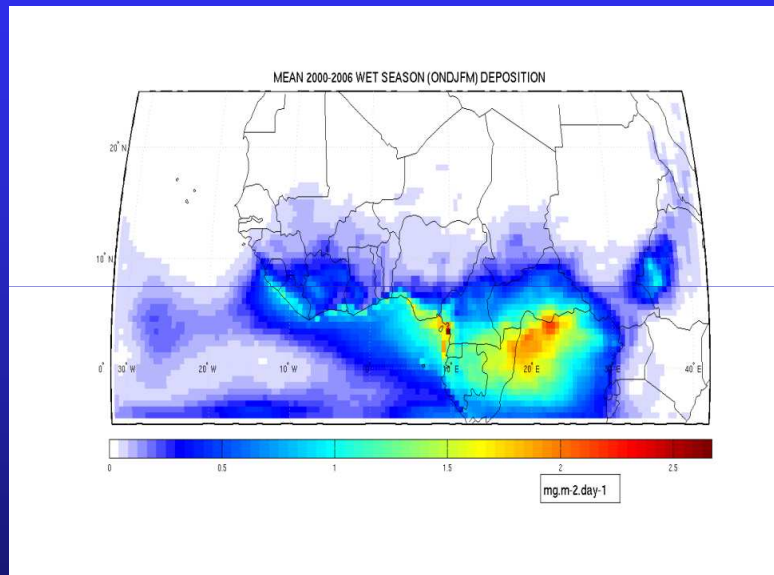 MEAN 2000-2006 WET SEASON (ONDJFM) DEPOSITION
20° N
10° N
0° 30° W 20° W 10° W 0° 10° E 20° E 30° E 40° E
0 0.5 1 1.5 2 2.5
mg.m-2.day-1